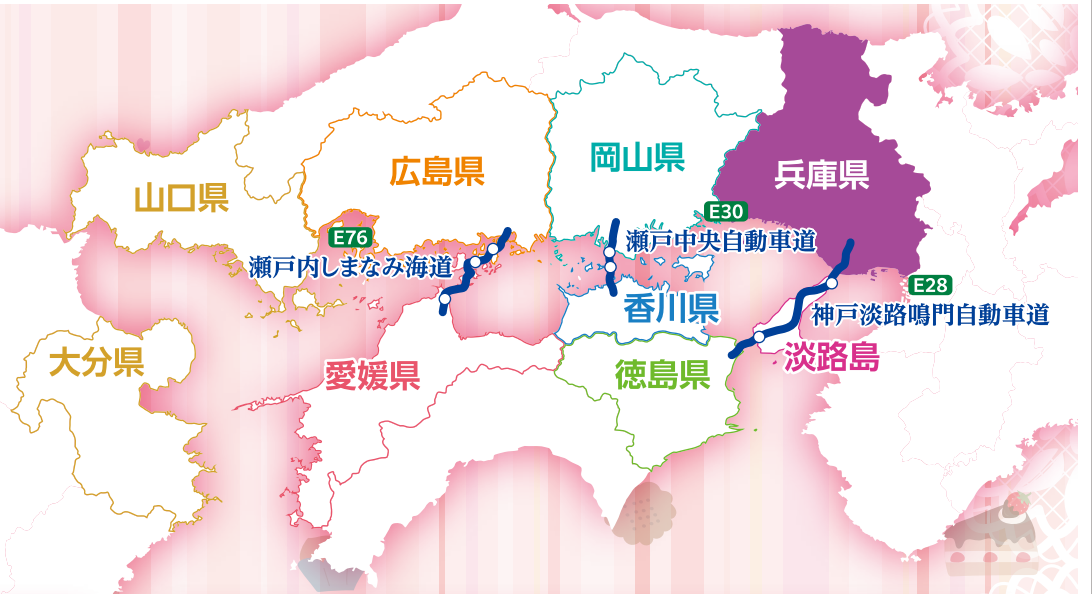 岡山県
広島県
兵庫県
山口県
E30
E76
瀬戸中央自動車道
瀬戸内しまなみ海道
E28
香川県
神戸淡路鳴門自動車道
淡路島
大分県
愛媛県
徳島県